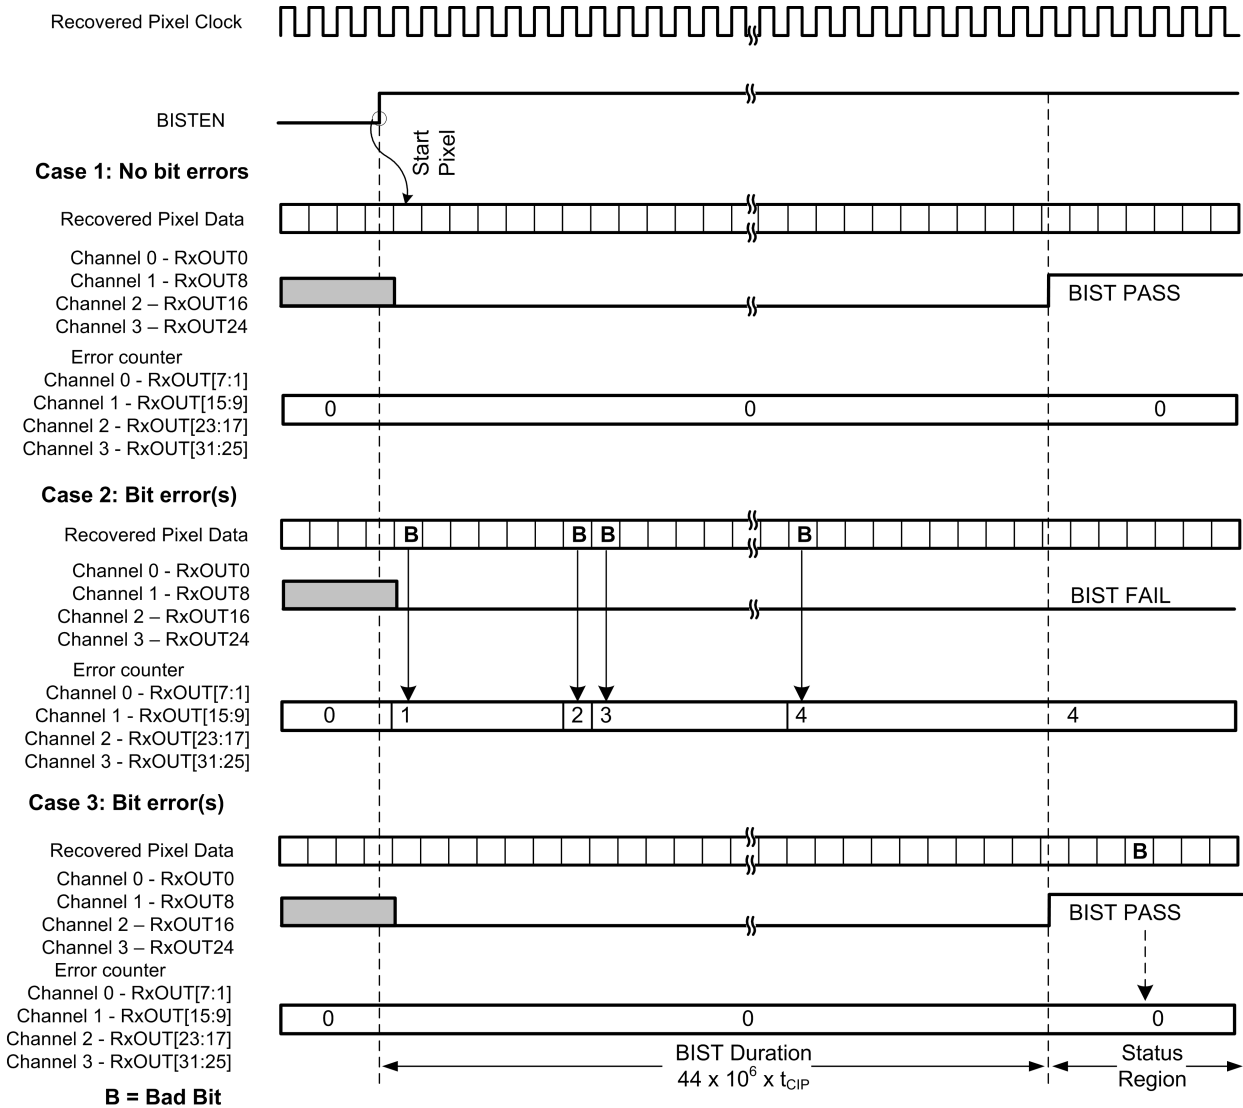 Recovered Pixel Clock
BISTEN
Start
Pixel
Case 1: No bit errors
Recovered Pixel Data
Channel 0 - RxOUT0
Channel 1 - RxOUT8
Channel 2 – RxOUT16
Channel 3 – RxOUT24
BIST PASS
Error counter
Channel 0 - RxOUT[7:1]
Channel 1 - RxOUT[15:9]
Channel 2 - RxOUT[23:17]
Channel 3 - RxOUT[31:25]
0 0 0
Case 2: Bit error(s)
Recovered Pixel Data
B B B B
Channel 0 - RxOUT0
Channel 1 - RxOUT8
Channel 2 – RxOUT16
Channel 3 – RxOUT24
BIST FAIL
Error counter
Channel 0 - RxOUT[7:1]
Channel 1 - RxOUT[15:9]
Channel 2 - RxOUT[23:17]
Channel 3 - RxOUT[31:25]
0 1 2 3 4 4
Case 3: Bit error(s)
Recovered Pixel Data
B
Channel 0 - RxOUT0
Channel 1 - RxOUT8
Channel 2 – RxOUT16
Channel 3 – RxOUT24
BIST PASS
Error counter
Channel 0 - RxOUT[7:1]
Channel 1 - RxOUT[15:9]
Channel 2 - RxOUT[23:17]
Channel 3 - RxOUT[31:25]
0 0 0
BIST Duration
44 x 10⁶ x tCIP
Status
Region
B = Bad Bit